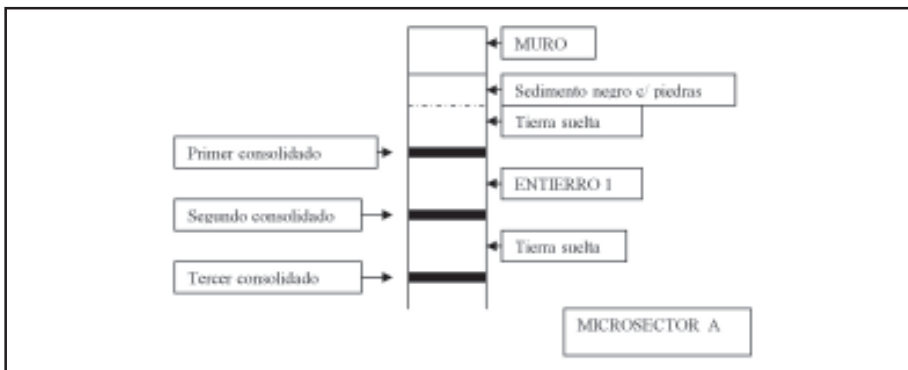 MURO
Sedimento negro c/ piedras
Tierra suelta
Primer consolidado
ENTIERRO 1
Segundo consolidado
Tierra suelta
Tercer consolidado
MICROSECTOR A